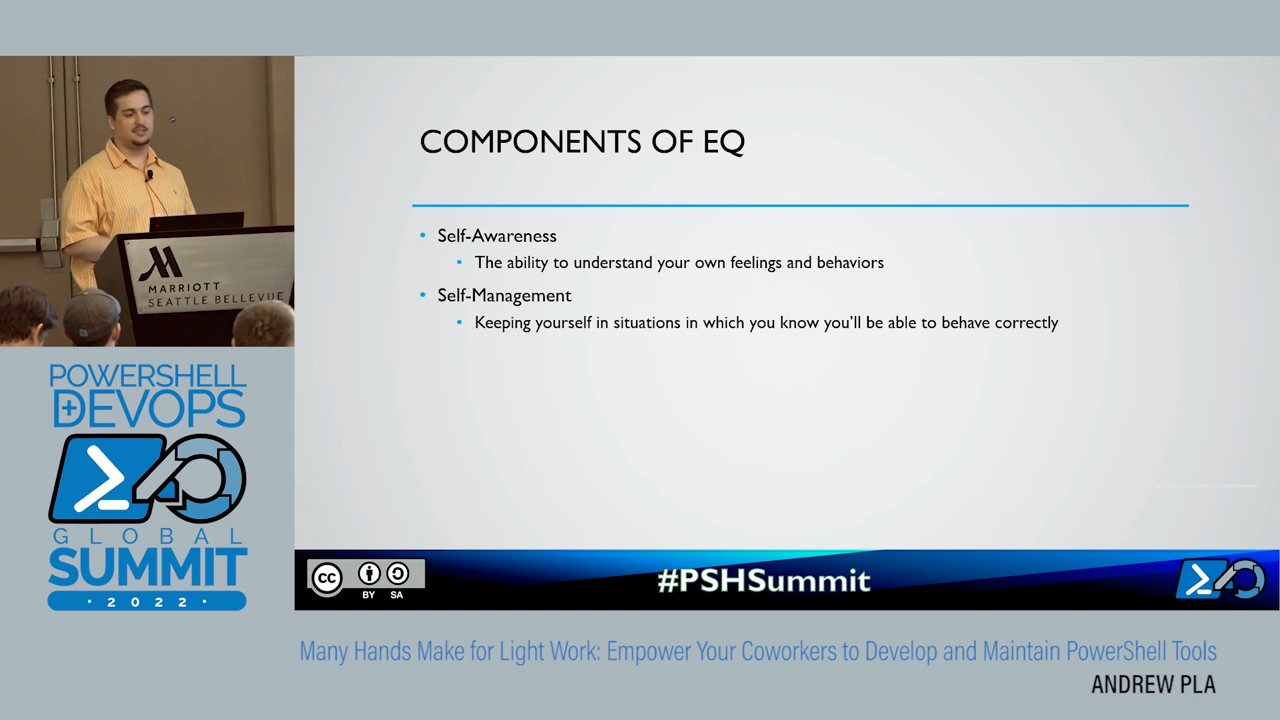 COMPONENTS OF EQ
• Self-Awareness
• The ability to understand your own feelings and behaviors
• Self-Management
• Keeping yourself in situations in which you know you'll be able to behave correctly
MARRIOTT
SEATTLE BELLEVUE
POWERSHELL
DEVOPS
GLOBAL
SUMMIT
· 2022 ·
cc
BY SA
#PSHSummit
Many Hands Make for Light Work: Empower Your Coworkers to Develop and Maintain PowerShell Tools
ANDREW PLA